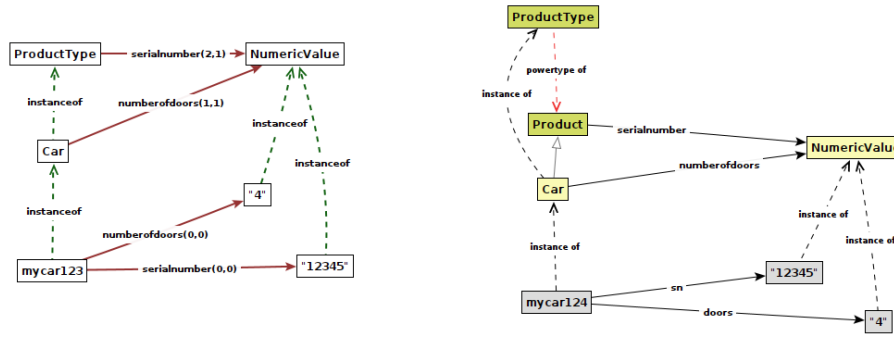 ProductType
serialnumber(2,1)
NumericValue
instanceof
numberofdoors(1,1)
instanceof
Car
instanceof
instanceof
"4"
numberofdoors(0,0)
mycar123
serialnumber(0,0)
"12345"
ProductType
powertype of
instance of
Product
serialnumber
NumericValue
numberofdoors
Car
instance of
instance of
instance of
"12345"
sn
mycar124
doors
"4"